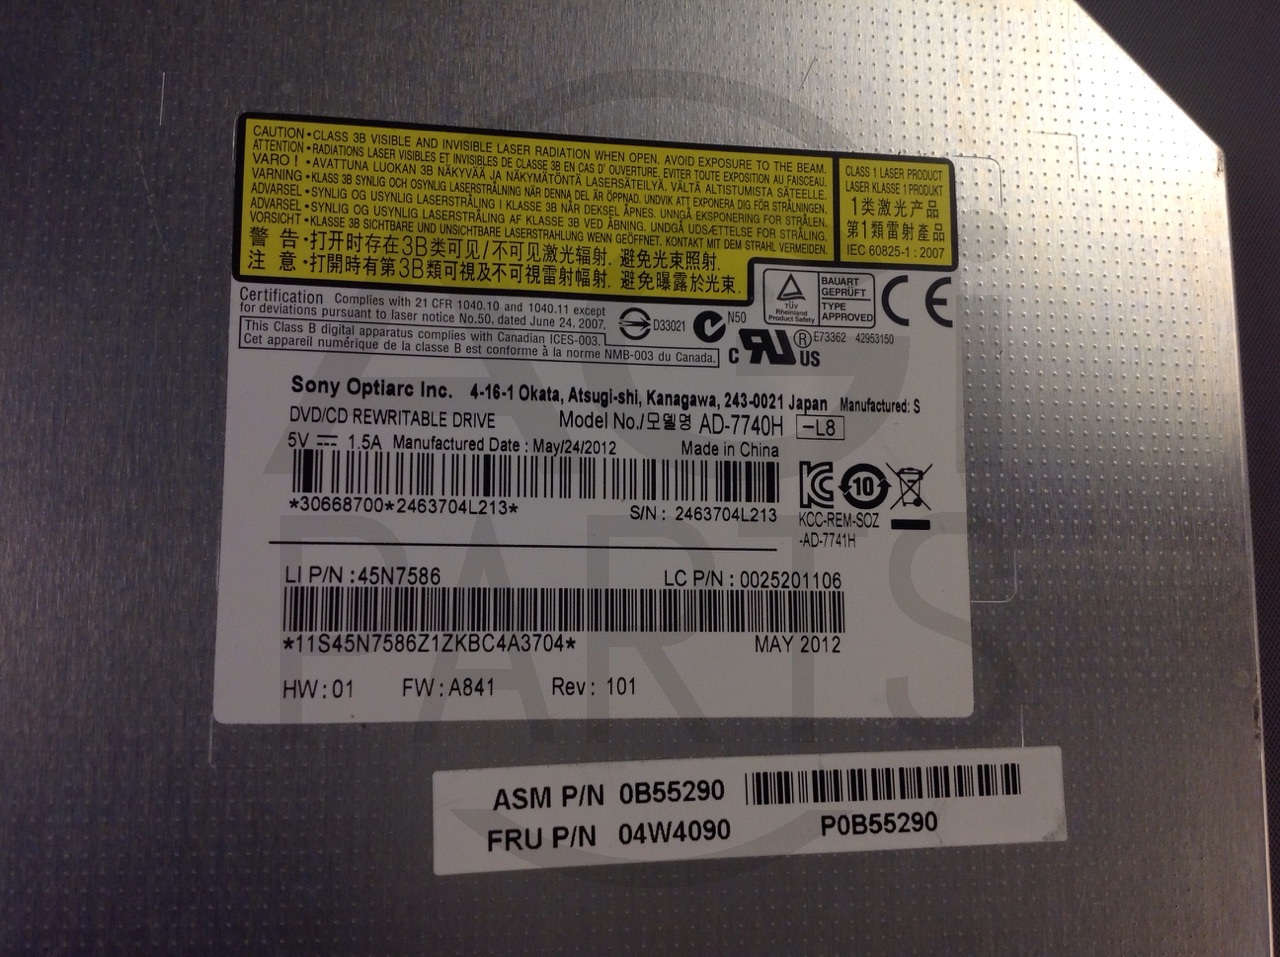 CAUTION • CLASS 3B VISIBLE AND INVISIBLE LASER RADIATION WHEN OPEN. AVOID EXPOSURE TO THE BEAM.
ATTENTION • RADIATIONS LASER VISIBLES ET INVISIBLES DE CLASSE 3B EN CAS D' OUVERTURE. EVITER TOUTE EXPOSITION AU FAISCEAU.
VARO ! • AVATTUNA LUOKAN 3B NÄKYVÄÄ JA NÄKYMÄTÖNTÄ LASERSÄTEILYÄ. VÄLTÄ ALTISTUMISTA SÄTEELLE.
VARNING • KLASS 3B SYNLIG OCH OSYNLIG LASERSTRÅLNING NÄR DENNA DEL ÄR ÖPPNAD. UNDVIK ATT EXPONERA DIG FÖR STRÅLNINGEN.
ADVARSEL • SYNLIG OG USYNLIG LASERSTRÅLING I KLASSE 3B NÅR DEKSEL ÅPNES. UNNGÅ EKSPONERING FOR STRÅLEN.
ADVARSEL • SYNLIG OG USYNLIG LASERSTRÅLING AF KLASSE 3B VED ÅBNING. UNDGÅ UDSÆTTELSE FOR STRÅLING.
VORSICHT • KLASSE 3B SICHTBARE UND UNSICHTBARE LASERSTRAHLUNG WENN GEÖFFNET. KONTAKT MIT DEM STRAHL VERMEIDEN.
警 告 • 打开时存在3B类可见/不可见激光辐射. 避免光束照射.
注 意 • 打開時有第3B類可視及不可視雷射幅射. 避免曝露於光束.
CLASS 1 LASER PRODUCT
LASER KLASSE 1 PRODUKT
1类激光产品
第1類雷射產品
IEC 60825-1 : 2007
Certification Complies with 21 CFR 1040.10 and 1040.11 except
for deviations pursuant to laser notice No.50, dated June 24, 2007.
This Class B digital apparatus complies with Canadian ICES-003.
Cet appareil numérique de la classe B est conforme à la norme NMB-003 du Canada.
D33021
N50
TÜV
Rheinland
Product Safety
BAUART
GEPRÜFT
TYPE
APPROVED
CE
C RU ® US
E73362 42953150
Sony Optiarc Inc. 4-16-1 Okata, Atsugi-shi, Kanagawa, 243-0021 Japan Manufactured: S
DVD/CD REWRITABLE DRIVE Model No./모델명 AD-7740H -L8
5V 1.5A Manufactured Date : May/24/2012 Made in China
*30668700*2463704L213* S/N : 2463704L213
10
KCC-REM-SOZ
-AD-7741H
LI P/N : 45N7586 LC P/N : 0025201106
*11S45N7586Z1ZKBC4A3704* MAY 2012
HW : 01 FW : A841 Rev : 101
ASM P/N 0B55290
FRU P/N 04W4090 P0B55290
AGI
PARTS